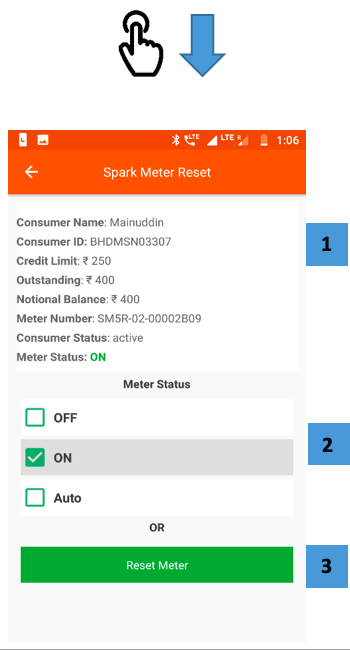 LTE LTE R 1:06
Spark Meter Reset
Consumer Name: Mainuddin
Consumer ID: BHDMSN03307
Credit Limit: ₹ 250
Outstanding: ₹ 400
Notional Balance: ₹ 400
Meter Number: SM5R-02-00002B09
Consumer Status: active
Meter Status: ON
1
Meter Status
OFF
ON
2
Auto
OR
Reset Meter
3